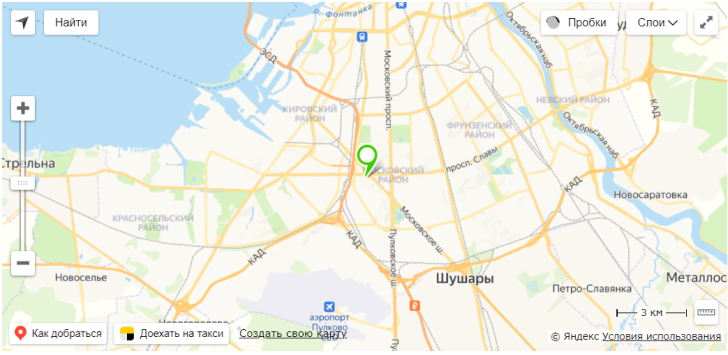 р. Фонтанка
Найти
Пробки
Слои
Октябрьская наб.
ЗСД
Московский просп.
КИРОВСКИЙ
РАЙОН
НЕВСКИЙ РАЙОН
КАД
ФРУНЗЕНСКИЙ
РАЙОН
Октябрьская наб.
Стрельна
МОСКОВСКИЙ
РАЙОН
просп. Славы
КАД
Новосаратовка
КРАСНОСЕЛЬСКИЙ
РАЙОН
Московское ш.
КАД
КАД
Пулковское ш.
Новоселье
Шушары
Петро-Славянка
Металлос
аэропорт
Пулково
3 км
Как добраться
Доехать на такси
Создать свою карту
© Яндекс Условия использования